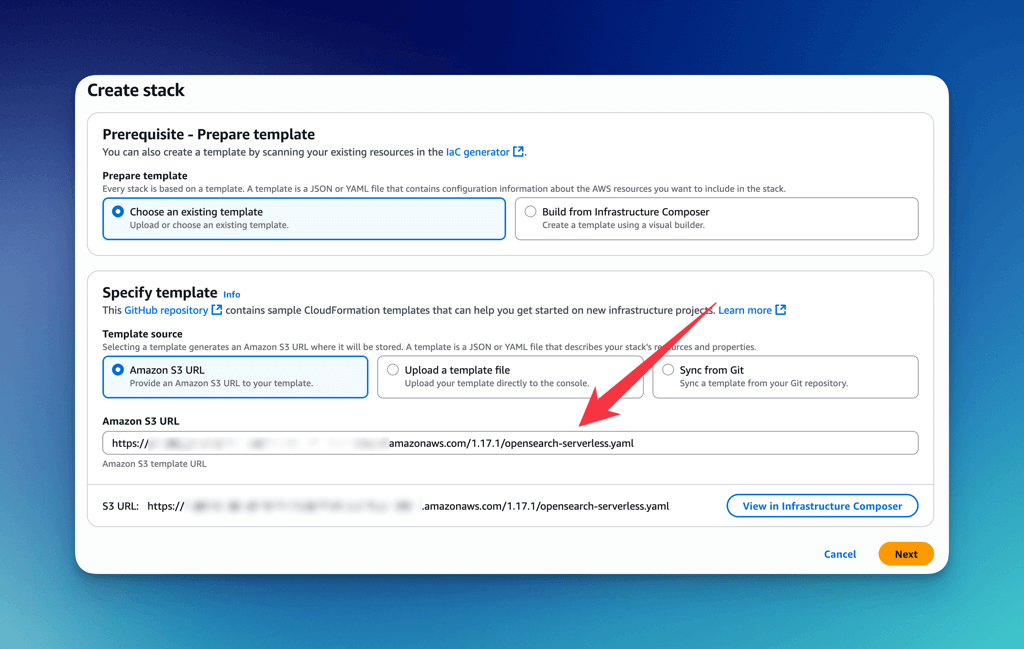 Create stack
Prerequisite - Prepare template
You can also create a template by scanning your existing resources in the IaC generator.
Prepare template
Every stack is based on a template. A template is a JSON or YAML file that contains configuration information about the AWS resources you want to include in the stack.
Choose an existing template
Upload or choose an existing template.
Build from Infrastructure Composer
Create a template using a visual builder.
Specify template Info
This GitHub repository contains sample CloudFormation templates that can help you get started on new infrastructure projects. Learn more
Template source
Selecting a template generates an Amazon S3 URL where it will be stored. A template is a JSON or YAML file that describes your stack's resources and properties.
Amazon S3 URL
Provide an Amazon S3 URL to your template.
Upload a template file
Upload your template directly to the console.
Sync from Git
Sync a template from your Git repository.
Amazon S3 URL
https:// amazonaws.com/1.17.1/opensearch-serverless.yaml
Amazon S3 template URL
S3 URL: https:// .amazonaws.com/1.17.1/opensearch-serverless.yaml
View in Infrastructure Composer
Cancel
Next